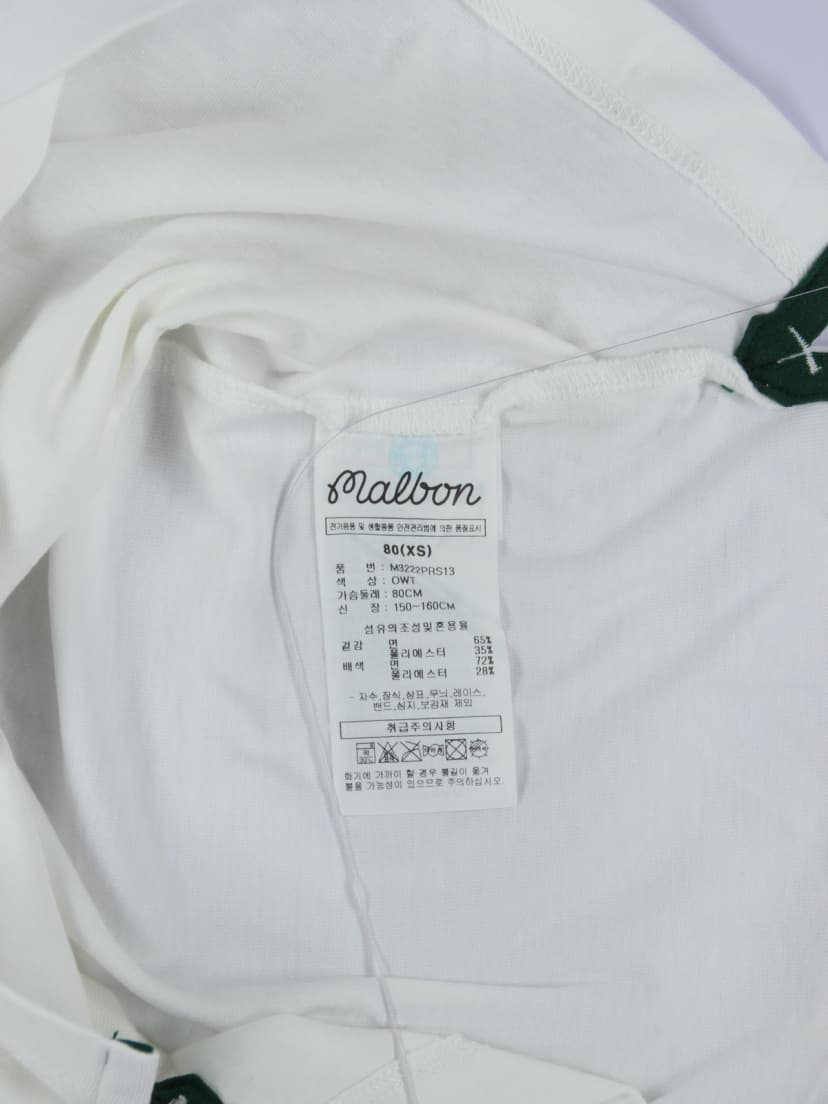 Malbon
전기용품 및 생활용품 안전관리법에 의한 품질표시
80(XS)
품 번 : M3222PRS13
색 상 : OWT
가슴둘레 : 80CM
신 장 : 150~160CM
섬유의조성및혼용율
겉감 면 65%
폴리에스터 35%
배색 면 72%
폴리에스터 28%
- 자수,장식,상표,무늬,레이스,
밴드,심지,보강재 제외
취급주의사항
약
30℃
화기에 가까이 할 경우 불길이 옮겨
붙을 가능성이 있으므로 주의하십시오.